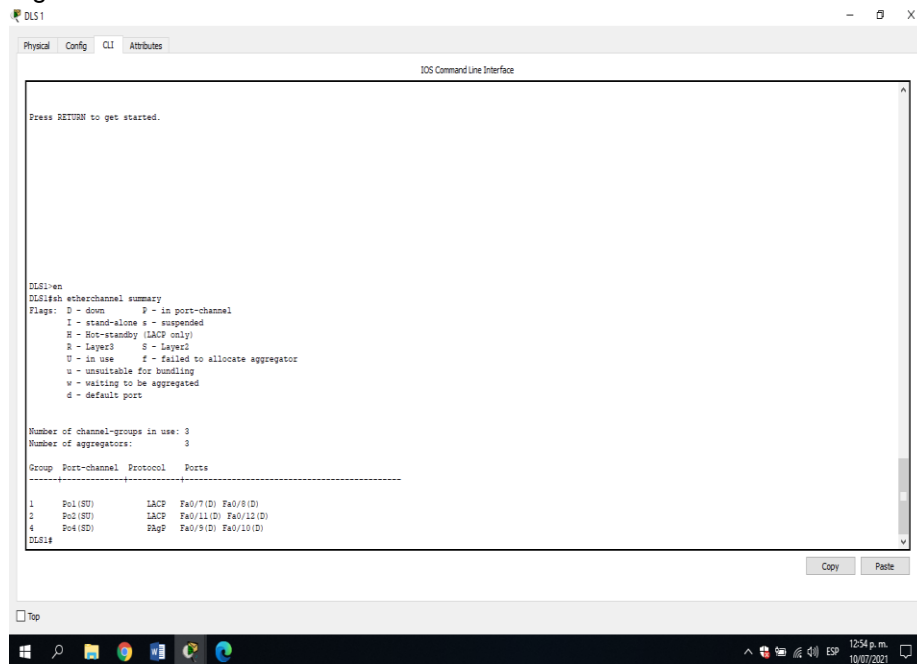 DLS 1
Physical Config CLI Attributes
IOS Command Line Interface
Press RETURN to get started.
DLS1>en
DLS1#sh etherchannel summary
Flags: D - down P - in port-channel
I - stand-alone s - suspended
H - Hot-standby (LACP only)
R - Layer3 S - Layer2
U - in use f - failed to allocate aggregator
u - unsuitable for bundling
w - waiting to be aggregated
d - default port
Number of channel-groups in use: 3
Number of aggregators: 3
Group Port-channel Protocol Ports
------+-------------+-----------+----------------------------------------------
1 Po1(SU) LACP Fa0/7(D) Fa0/8(D)
2 Po2(SU) LACP Fa0/11(D) Fa0/12(D)
4 Po4(SD) PAgP Fa0/9(D) Fa0/10(D)
DLS1#
Copy Paste
Top
ESP 12:54 p. m.
10/07/2021